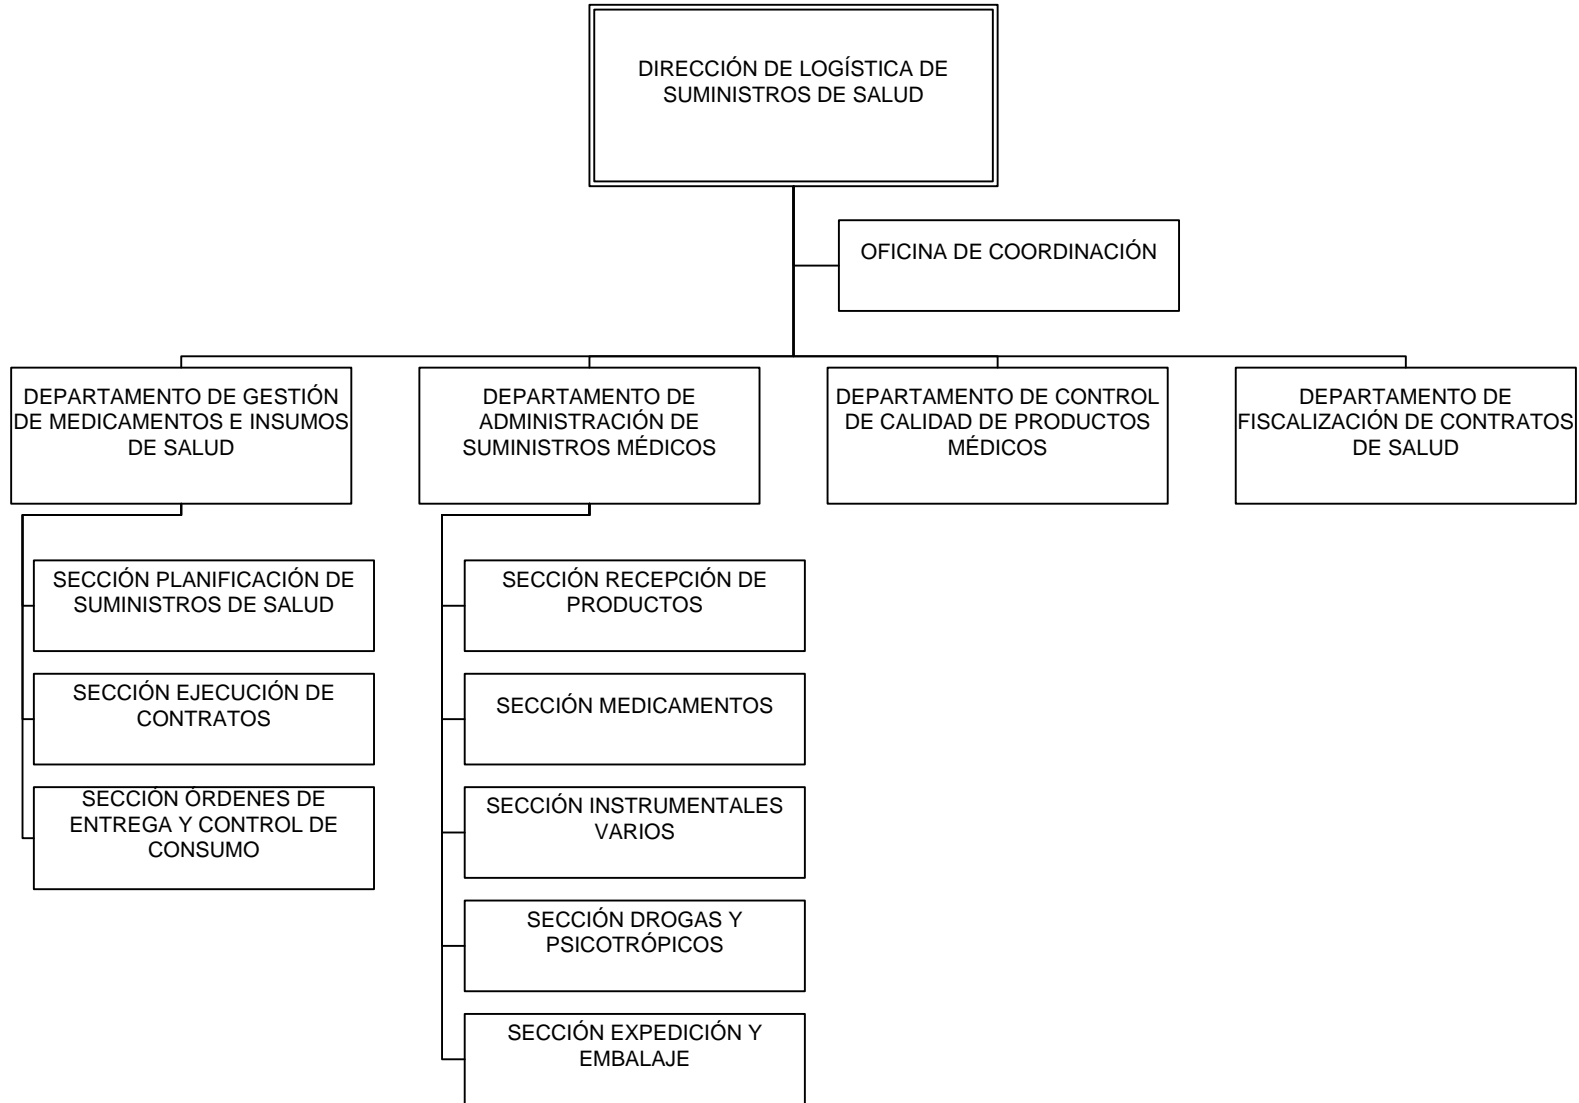 DIRECCIÓN DE LOGÍSTICA DE
SUMINISTROS DE SALUD
OFICINA DE COORDINACIÓN
DEPARTAMENTO DE GESTIÓN
DE MEDICAMENTOS E INSUMOS
DE SALUD
DEPARTAMENTO DE
ADMINISTRACIÓN DE
SUMINISTROS MÉDICOS
DEPARTAMENTO DE CONTROL
DE CALIDAD DE PRODUCTOS
MÉDICOS
DEPARTAMENTO DE
FISCALIZACIÓN DE CONTRATOS
DE SALUD
SECCIÓN PLANIFICACIÓN DE
SUMINISTROS DE SALUD
SECCIÓN EJECUCIÓN DE
CONTRATOS
SECCIÓN ÓRDENES DE
ENTREGA Y CONTROL DE
CONSUMO
SECCIÓN RECEPCIÓN DE
PRODUCTOS
SECCIÓN MEDICAMENTOS
SECCIÓN INSTRUMENTALES
VARIOS
SECCIÓN DROGAS Y
PSICOTRÓPICOS
SECCIÓN EXPEDICIÓN Y
EMBALAJE